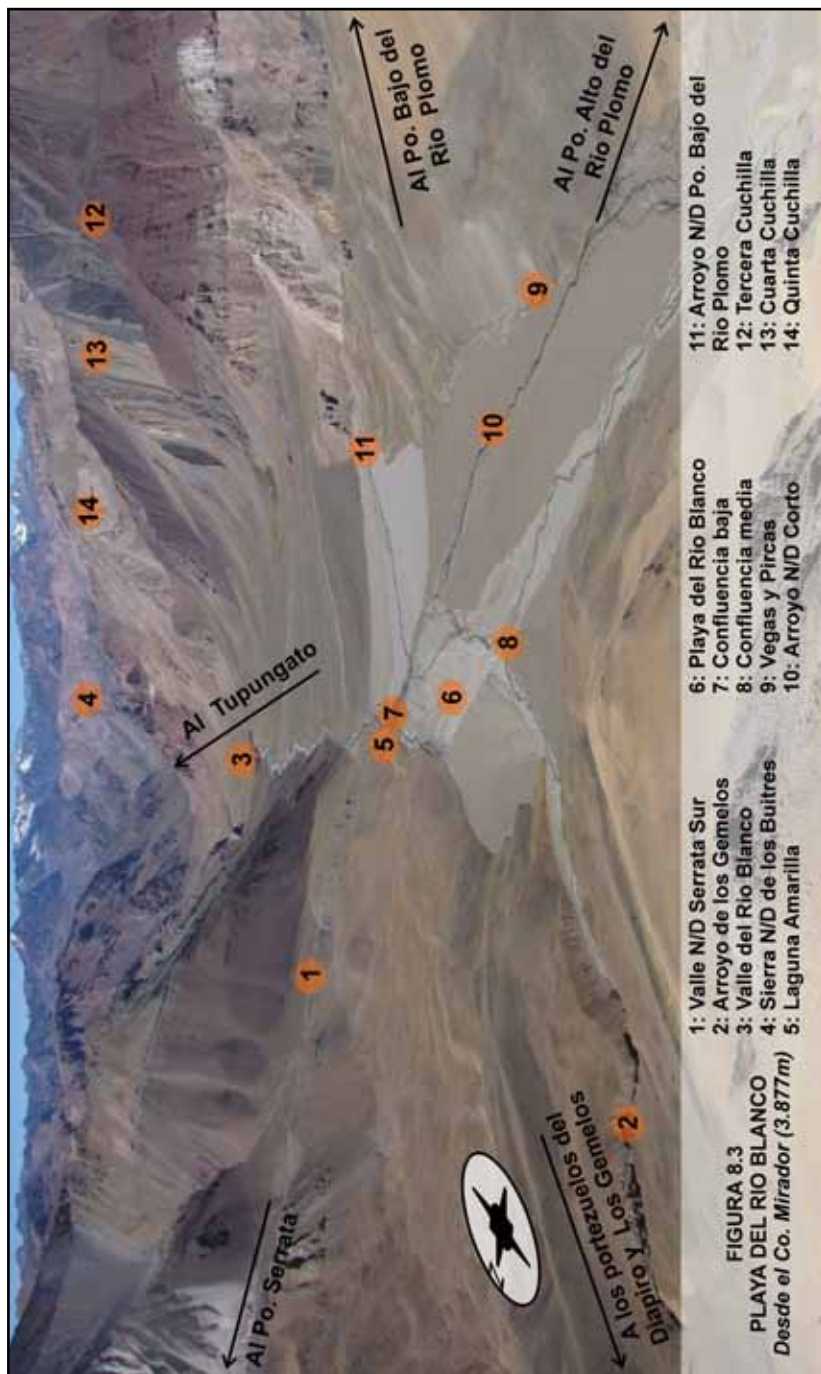 Al Po. Serrata
Al Tupungato
Al Po. Bajo del
Rio Plomo
Al Po. Alto del
Rio Plomo
A los portezuelos del
Diapiro y Los Gemelos
N
1
2
3
4
5
6
7
8
9
10
11
12
13
14
FIGURA 8.3
PLAYA DEL RIO BLANCO
Desde el Co. Mirador (3.877m)
1: Valle N/D Serrata Sur
2: Arroyo de los Gemelos
3: Valle del Rio Blanco
4: Sierra N/D de los Buitres
5: Laguna Amarilla
6: Playa del Rio Blanco
7: Confluencia baja
8: Confluencia media
9: Vegas y Pircas
10: Arroyo N/D Corto
11: Arroyo N/D Po. Bajo del
Rio Plomo
12: Tercera Cuchilla
13: Cuarta Cuchilla
14: Quinta Cuchilla